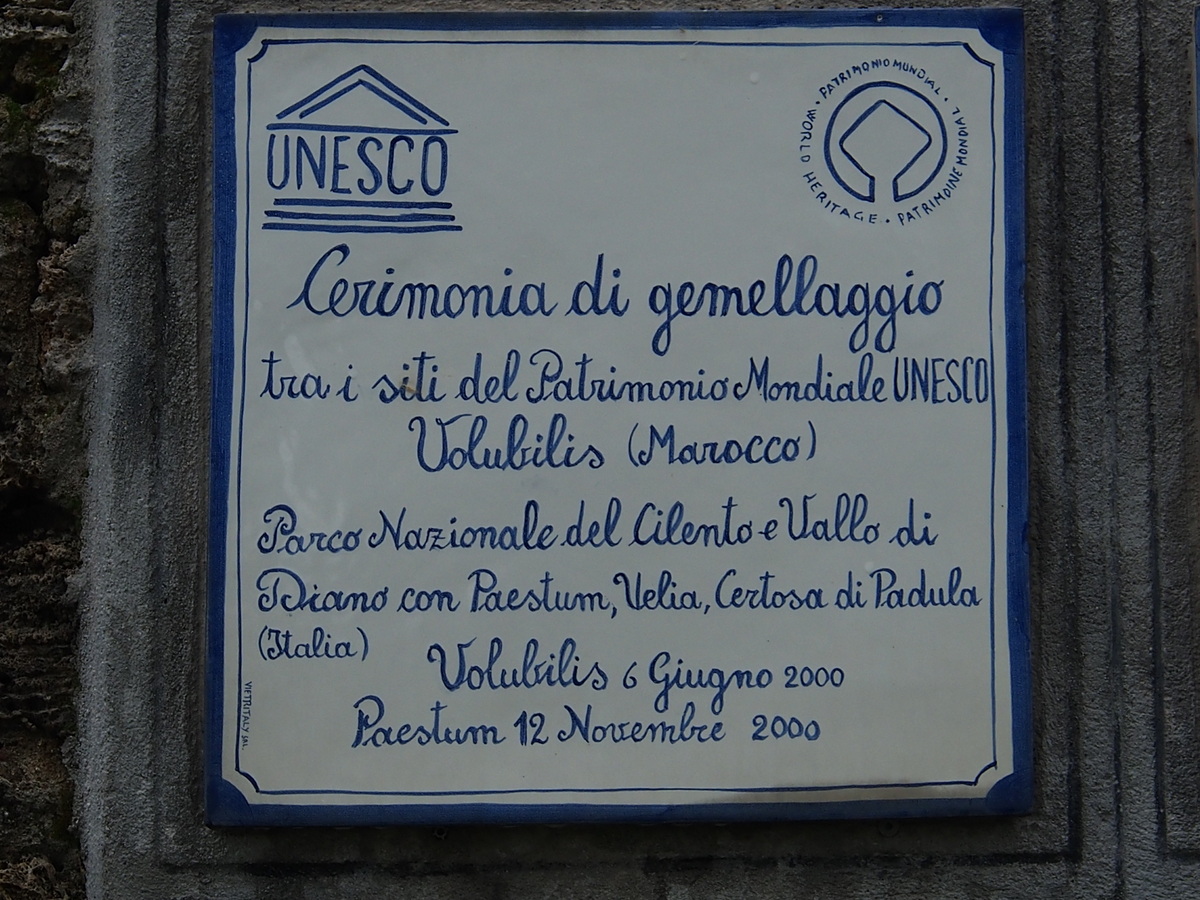 UNESCO
PATRIMONIO MUNDIAL · WORLD HERITAGE · PATRIMOINE MONDIAL ·
Cerimonia di gemellaggio
tra i siti del Patrimonio Mondiale UNESCO
Volubilis (Marocco)
Parco Nazionale del Cilento e Vallo di
Diano con Paestum, Velia, Certosa di Padula
(Italia)
Volubilis 6 Giugno 2000
Paestum 12 Novembre 2000